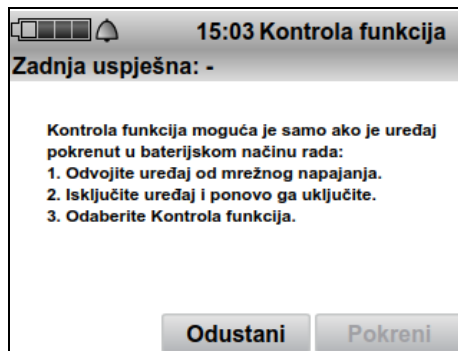 15:03 Kontrola funkcija
Zadnja uspješna: -
Kontrola funkcija moguća je samo ako je uređaj
pokrenut u baterijskom načinu rada:
1. Odvojite uređaj od mrežnog napajanja.
2. Isključite uređaj i ponovo ga uključite.
3. Odaberite Kontrola funkcija.
Odustani Pokreni